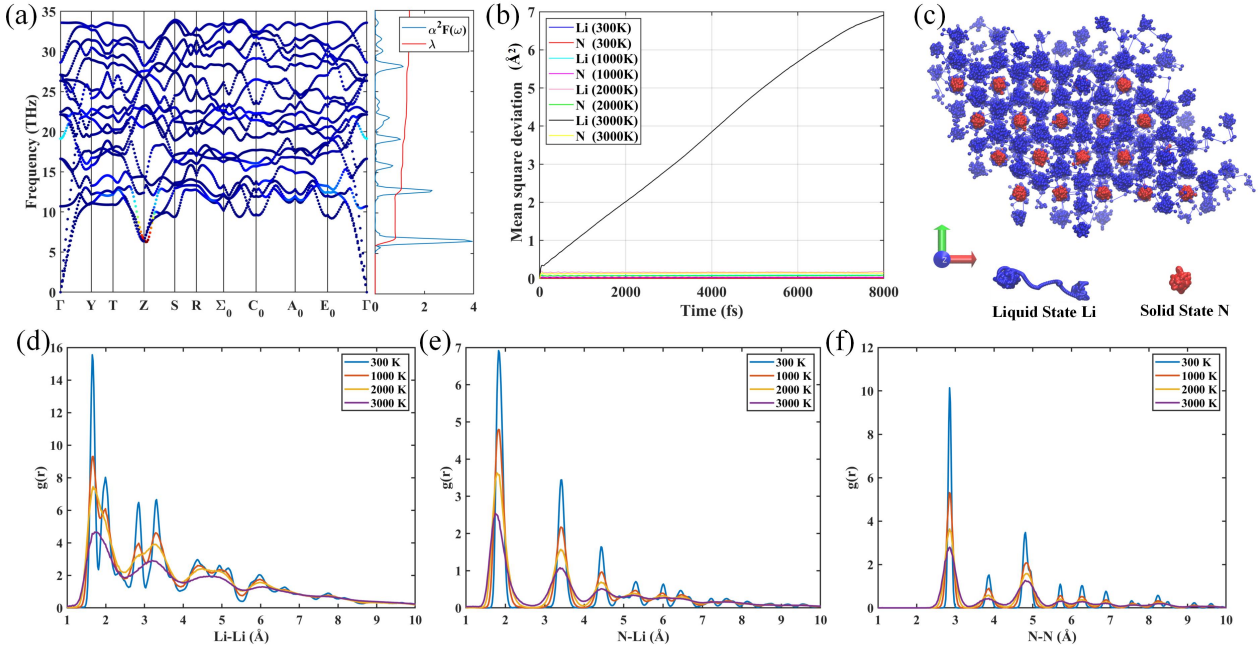 (a)
35
30
25
20
15
10
5
0
Frequency (THz)
Γ Y T Z S R Σ0 C0 A0 E0 Γ
α²F(ω)
λ
0 2 4
(b)
7
6
5
4
3
2
1
0
Mean square deviation (Å²)
Li (300K)
N (300K)
Li (1000K)
N (1000K)
Li (2000K)
N (2000K)
Li (3000K)
N (3000K)
0 2000 4000 6000 8000
Time (fs)
(c)
z
Liquid State Li
Solid State N
(d)
16
14
12
10
8
6
4
2
0
g(r)
300 K
1000 K
2000 K
3000 K
1 2 3 4 5 6 7 8 9 10
Li-Li (Å)
(e)
7
6
5
4
3
2
1
0
g(r)
300 K
1000 K
2000 K
3000 K
1 2 3 4 5 6 7 8 9 10
N-Li (Å)
(f)
12
10
8
6
4
2
0
g(r)
300 K
1000 K
2000 K
3000 K
1 2 3 4 5 6 7 8 9 10
N-N (Å)